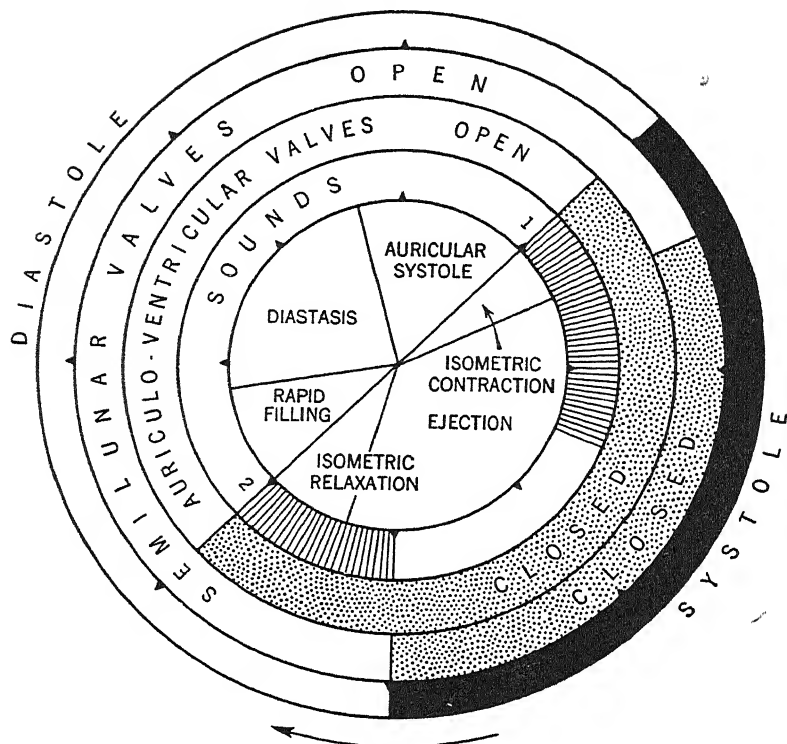 DIASTOLE
SEMILUNAR VALVES OPEN
AURICULO-VENTRICULAR VALVES OPEN
SOUNDS
1
AURICULAR
SYSTOLE
DIASTASIS
ISOMETRIC
CONTRACTION
RAPID
FILLING
EJECTION
ISOMETRIC
RELAXATION
2
CLOSED
CLOSED
SYSTOLE